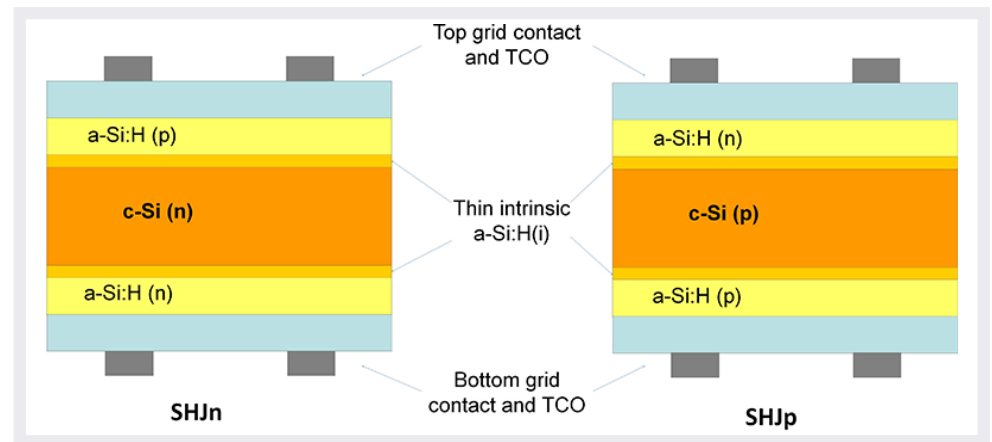 Top grid contact
and TCO
a-Si:H (p)
a-Si:H (n)
c-Si (n)
Thin intrinsic
a-Si:H(i)
c-Si (p)
a-Si:H (n)
a-Si:H (p)
Bottom grid
contact and TCO
SHJn
SHJp